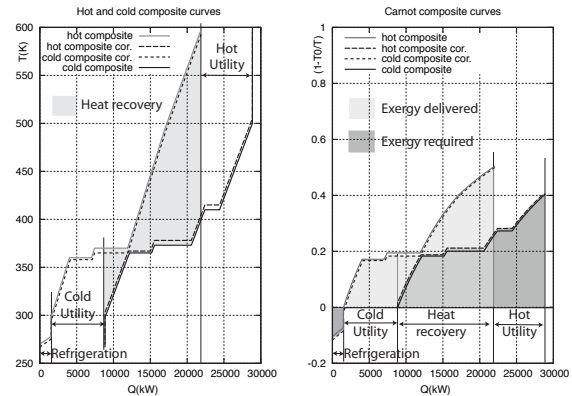 Hot and cold composite curves
T(K)
600
550
500
450
400
350
300
250
hot composite
hot composite cor.
cold composite cor.
cold composite
Hot
Utility
Heat recovery
Cold
Utility
Refrigeration
0
5000
10000
15000
20000
25000
30000
Q(kW)
Carnot composite curves
(1-T0/T)
1
0.8
0.6
0.4
0.2
0
-0.2
hot composite
hot composite cor.
cold composite cor.
cold composite
Exergy delivered
Exergy required
Cold
Utility
Heat
recovery
Hot
Utility
Refrigeration
0
5000
10000
15000
20000
25000
30000
Q(kW)